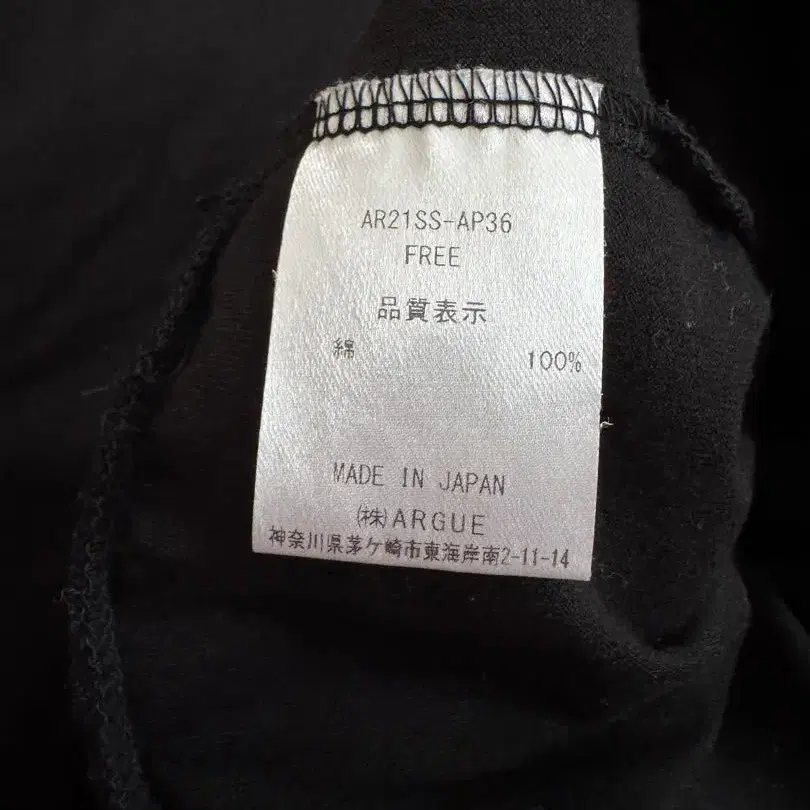 AR21SS-AP36
FREE
品質表示
綿 100%
MADE IN JAPAN
㈱ARGUE
神奈川県茅ケ崎市東海岸南2-11-14